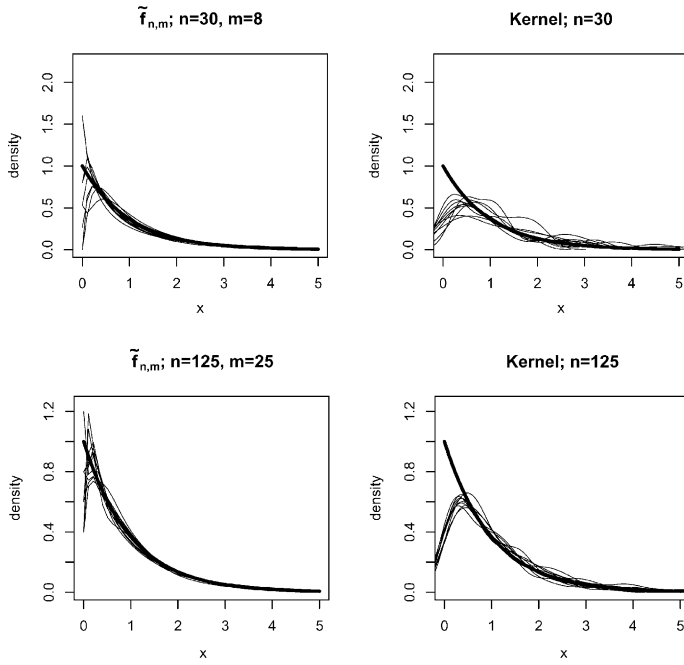 f̃n,m; n=30, m=8
density
2.0
1.5
1.0
0.5
0.0
0 1 2 3 4 5
x
Kernel; n=30
density
2.0
1.5
1.0
0.5
0.0
0 1 2 3 4 5
x
f̃n,m; n=125, m=25
density
1.2
0.8
0.4
0.0
0 1 2 3 4 5
x
Kernel; n=125
density
1.2
0.8
0.4
0.0
0 1 2 3 4 5
x